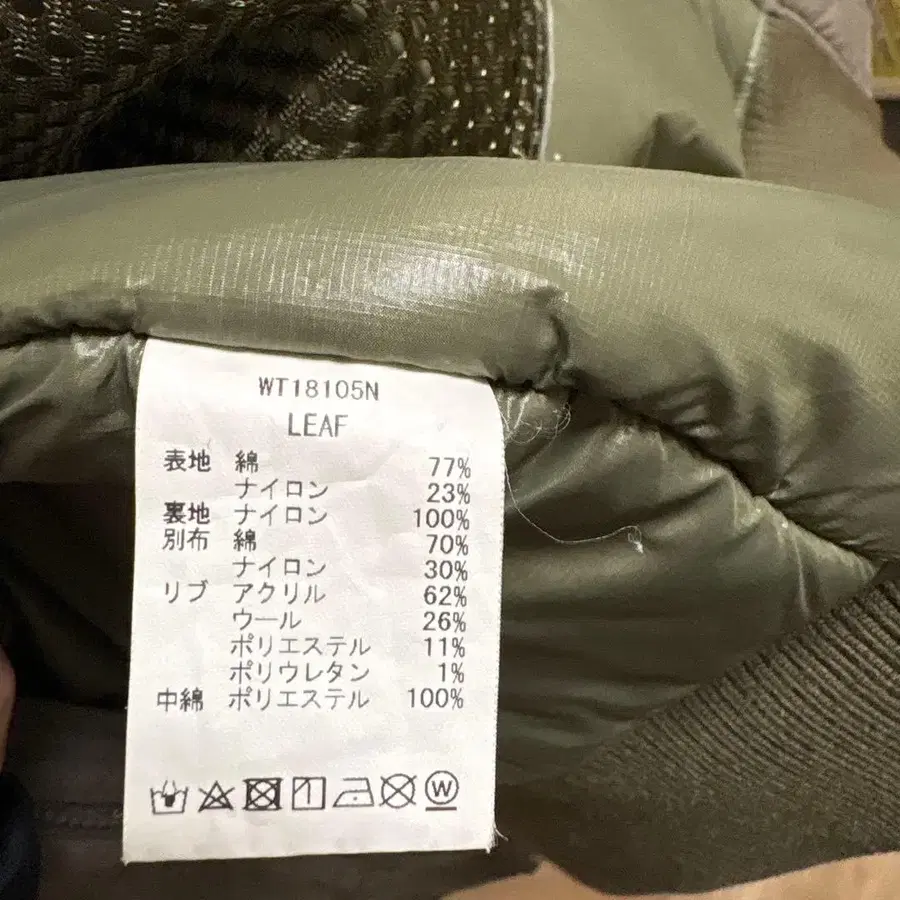 WT18105N
LEAF
表地 綿 77%
ナイロン 23%
裏地 ナイロン 100%
別布 綿 70%
ナイロン 30%
リブ アクリル 62%
ウール 26%
ポリエステル 11%
ポリウレタン 1%
中綿 ポリエステル 100%
W